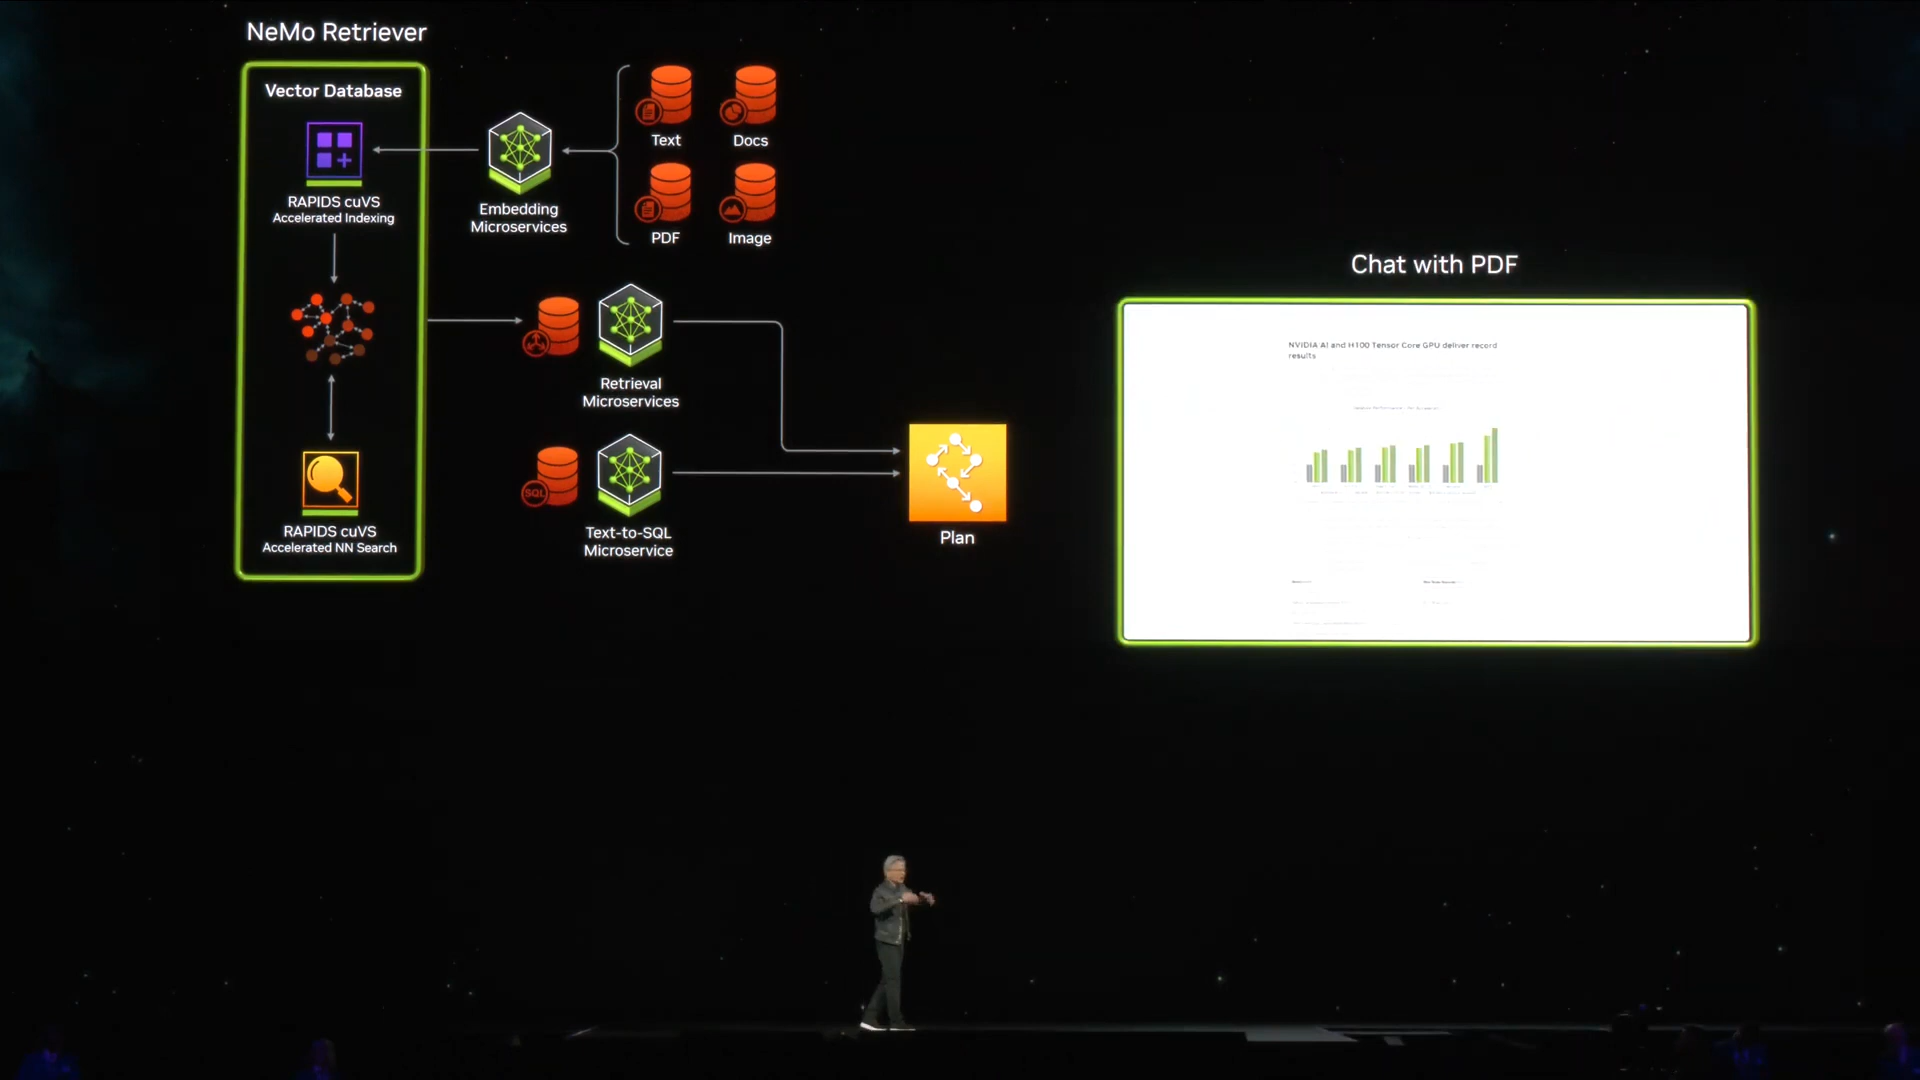 NeMo Retriever
Vector Database
RAPIDS cuVS
Accelerated Indexing
RAPIDS cuVS
Accelerated NN Search
Embedding
Microservices
Text
Docs
PDF
Image
Retrieval
Microservices
SQL
Text-to-SQL
Microservice
Plan
Chat with PDF
NVIDIA AI and H100 Tensor Core GPU deliver record
results